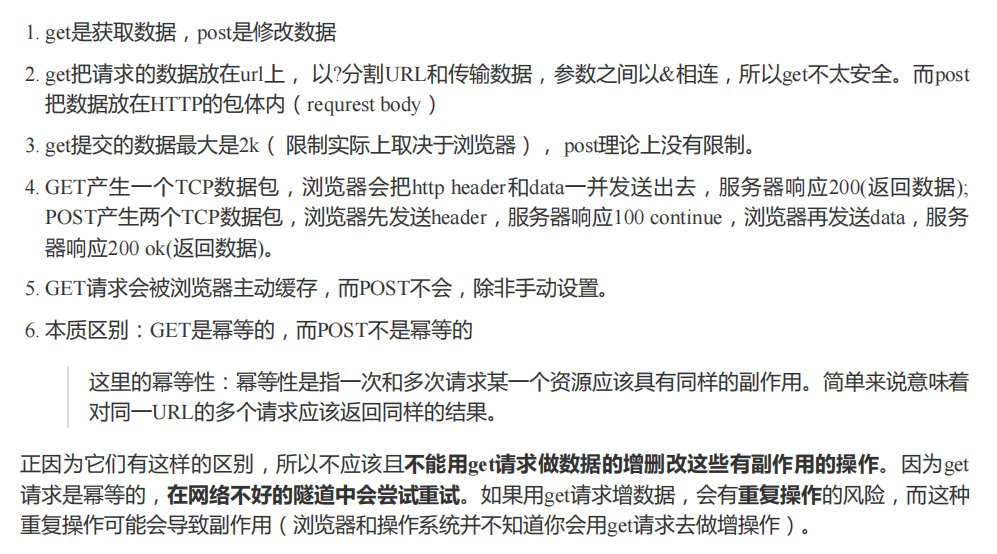 1. get是获取数据，post是修改数据
2. get把请求的数据放在url上， 以?分割URL和传输数据，参数之间以&相连，所以get不太安全。而post
把数据放在HTTP的包体内（requrest body）
3. get提交的数据最大是2k（ 限制实际上取决于浏览器）， post理论上没有限制。
4. GET产生一个TCP数据包，浏览器会把http header和data一并发送出去，服务器响应200(返回数据);
POST产生两个TCP数据包，浏览器先发送header，服务器响应100 continue，浏览器再发送data，服务
器响应200 ok(返回数据)。
5. GET请求会被浏览器主动缓存，而POST不会，除非手动设置。
6. 本质区别：GET是幂等的，而POST不是幂等的
这里的幂等性：幂等性是指一次和多次请求某一个资源应该具有同样的副作用。简单来说意味着
对同一URL的多个请求应该返回同样的结果。
正因为它们有这样的区别，所以不应该且不能用get请求做数据的增删改这些有副作用的操作。因为get
请求是幂等的，在网络不好的隧道中会尝试重试。如果用get请求增数据，会有重复操作的风险，而这种
重复操作可能会导致副作用（浏览器和操作系统并不知道你会用get请求去做增操作）。